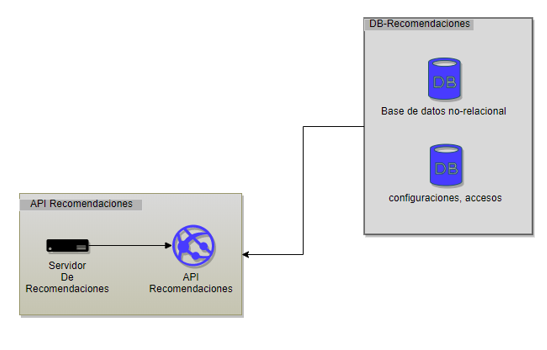 DB-Recomendaciones
DB
Base de datos no-relacional
DB
configuraciones, accesos
API Recomendaciones
Servidor
De
Recomendaciones
API
Recomendaciones